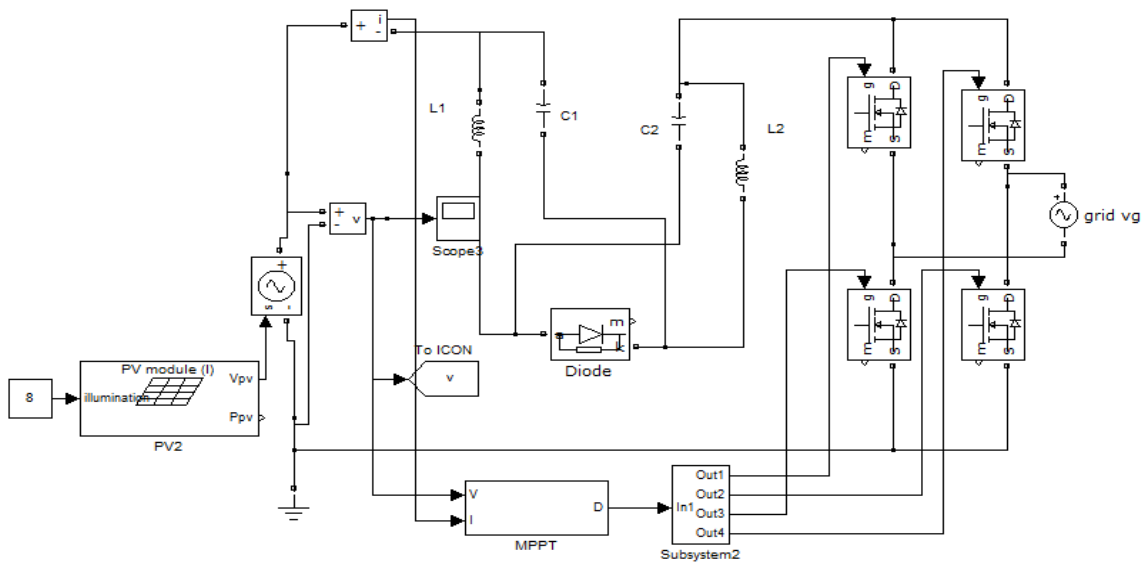 + i
-
L1
C1
C2
L2
g D
m S
g D
m S
+
-
v
Scope3
+
grid vg
+
s -
g D
m S
g D
m S
m
a k
Diode
To ICON
v
8
PV module (I)
illumination
Vpv
Ppv
PV2
V
I
D
MPPT
In1
Out1
Out2
Out3
Out4
Subsystem2